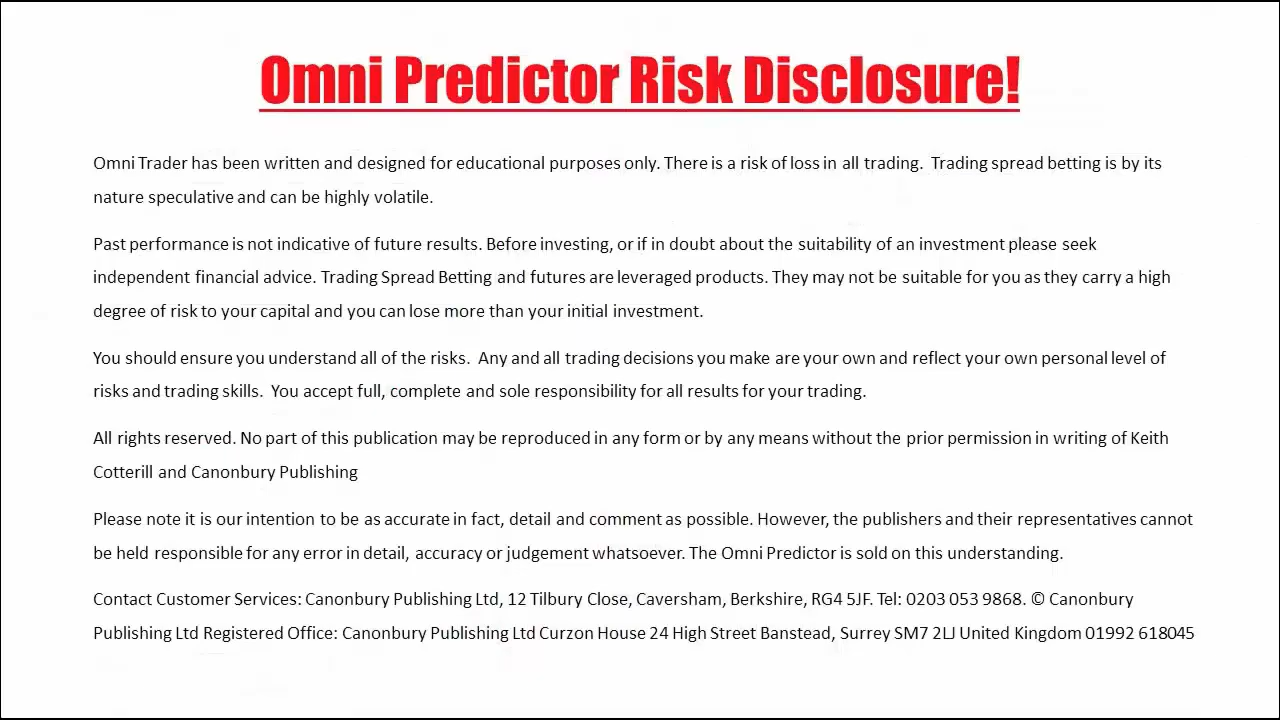 Omni Predictor Risk Disclosure!
Omni Trader has been written and designed for educational purposes only. There is a risk of loss in all trading. Trading spread betting is by its
nature speculative and can be highly volatile.
Past performance is not indicative of future results. Before investing, or if in doubt about the suitability of an investment please seek
independent financial advice. Trading Spread Betting and futures are leveraged products. They may not be suitable for you as they carry a high
degree of risk to your capital and you can lose more than your initial investment.
You should ensure you understand all of the risks. Any and all trading decisions you make are your own and reflect your own personal level of
risks and trading skills. You accept full, complete and sole responsibility for all results for your trading.
All rights reserved. No part of this publication may be reproduced in any form or by any means without the prior permission in writing of Keith
Cotterill and Canonbury Publishing
Please note it is our intention to be as accurate in fact, detail and comment as possible. However, the publishers and their representatives cannot
be held responsible for any error in detail, accuracy or judgement whatsoever. The Omni Predictor is sold on this understanding.
Contact Customer Services: Canonbury Publishing Ltd, 12 Tilbury Close, Caversham, Berkshire, RG4 5JF. Tel: 0203 053 9868. © Canonbury
Publishing Ltd Registered Office: Canonbury Publishing Ltd Curzon House 24 High Street Banstead, Surrey SM7 2LJ United Kingdom 01992 618045